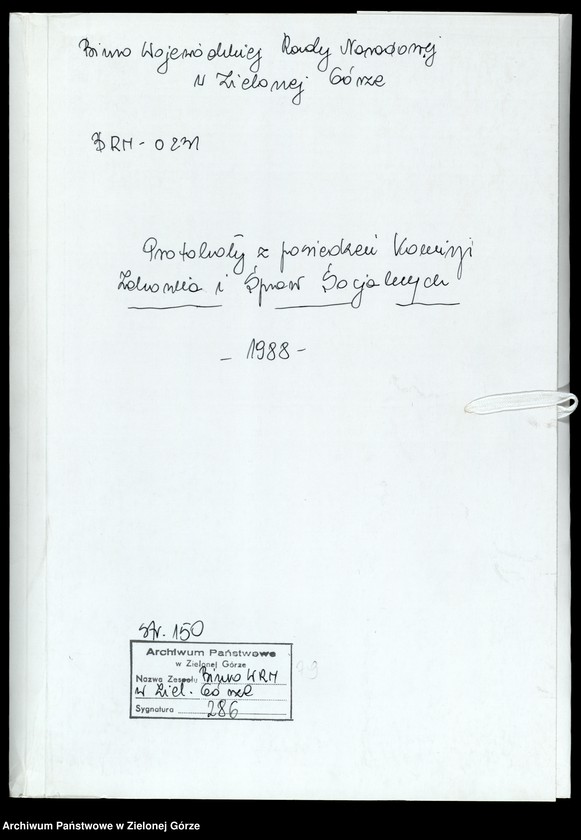 Biuro Wojewódzkiej Rady Narodowej
w Zielonej Górze
BRN - 0231
Protokoły z posiedzeń Komisji
Zdrowia i Spraw Socjalnych
- 1988 -
str. 150
Archiwum Państwowe
w Zielonej Górze
Nazwa Zespołu Biuro WRN
w Ziel. Górze
Sygnatura 286
Archiwum Państwowe w Zielonej Górze